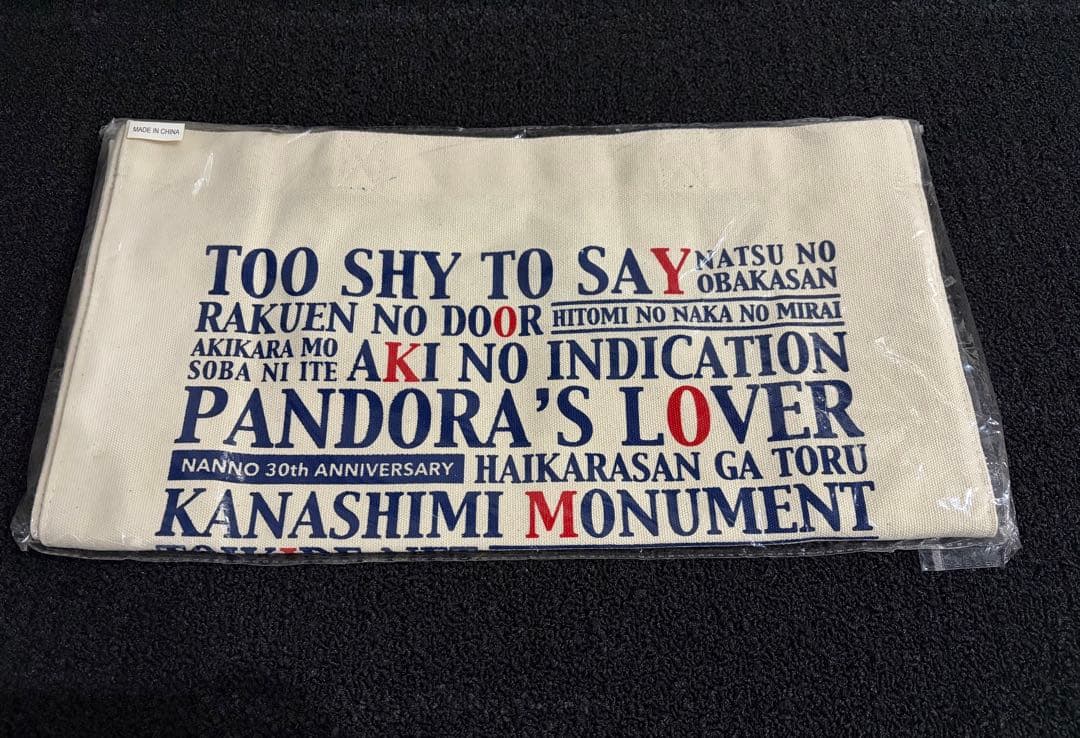 MADE IN CHINA
TOO SHY TO SAY NATSU NO OBAKASAN
RAKUEN NO DOOR HITOMI NO NAKA NO MIRAI
AKIKARA MO SOBA NI ITE AKI NO INDICATION
PANDORA'S LOVER
NANNO 30th ANNIVERSARY HAIKARASAN GA TORU
KANASHIMI MONUMENT